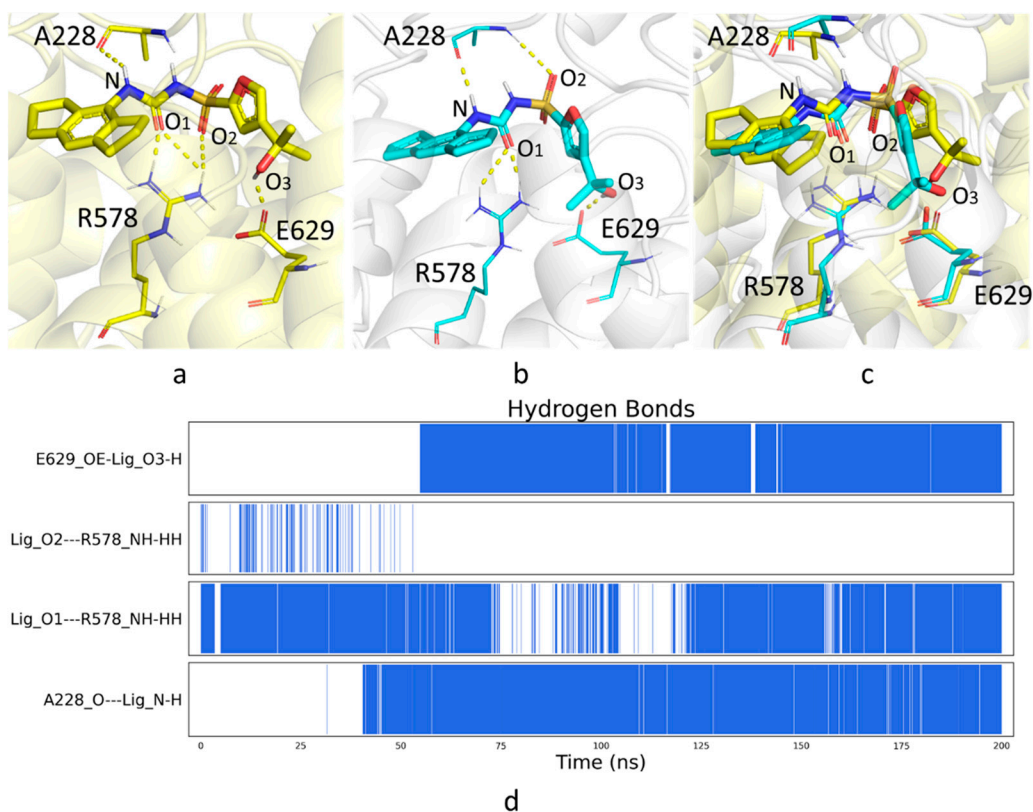 A228
N
O1
O2
O3
R578
E629
a
A228
O2
N
O1
O3
E629
R578
b
A228
N
O1
O2
O3
R578
E629
c
Hydrogen Bonds
E629_OE-Lig_O3-H
Lig_O2---R578_NH-HH
Lig_O1---R578_NH-HH
A228_O---Lig_N-H
0 25 50 75 100 125 150 175 200
Time (ns)
d